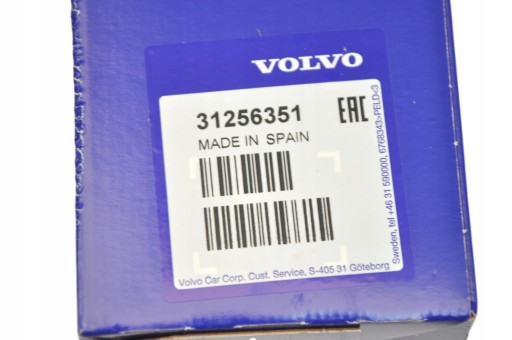 VOLVO
31256351
EAC
MADE IN SPAIN
Volvo Car Corp. Cust. Service, S-405 31 Göteborg
Sweden, tel +46 31 590000, 6768343>PELD<3